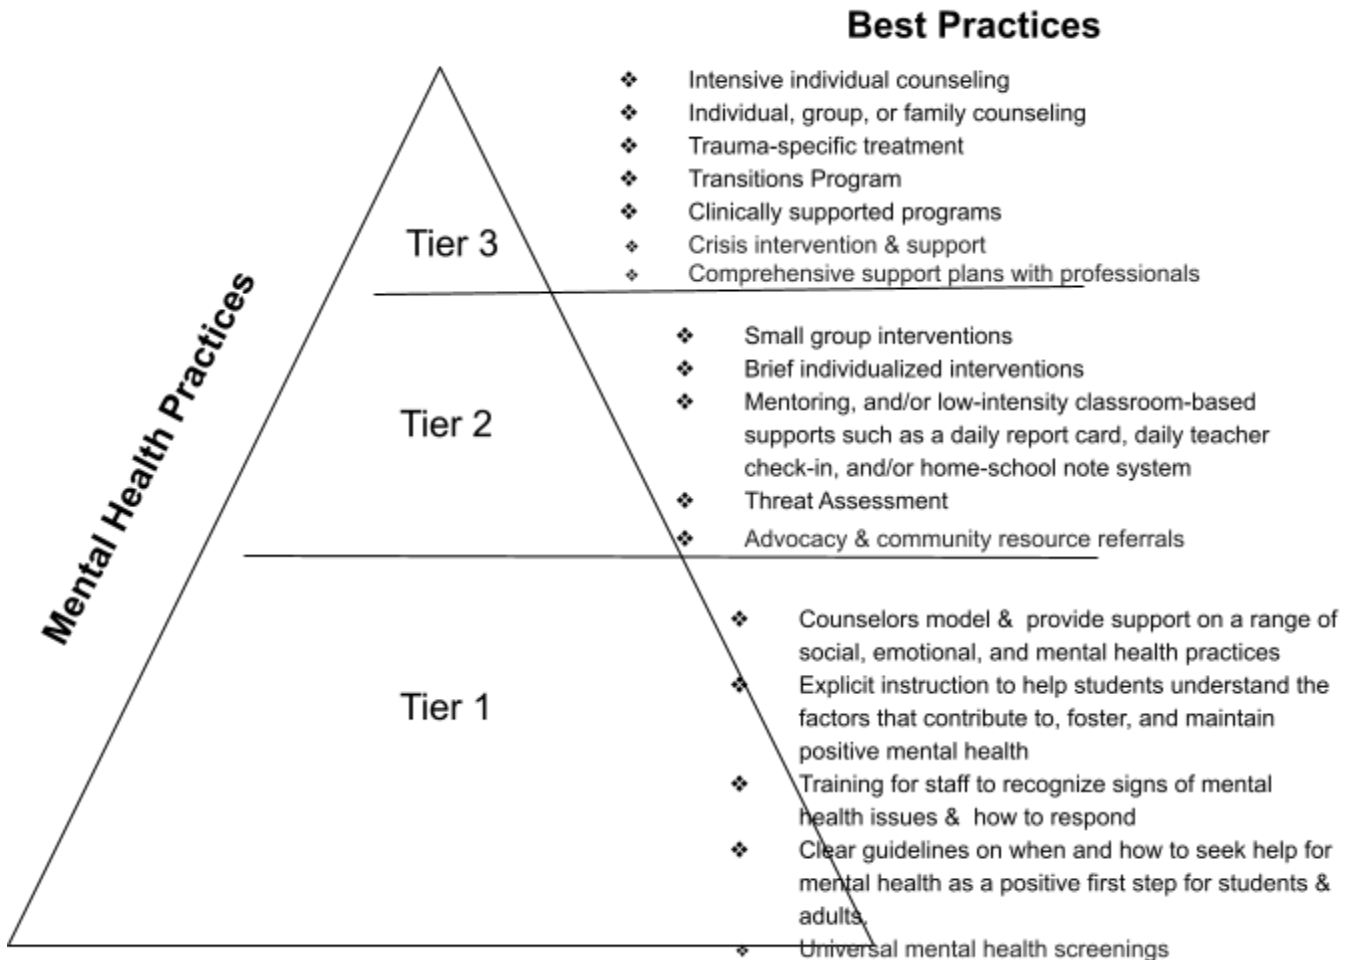 Best Practices
❖ Intensive individual counseling
❖ Individual, group, or family counseling
❖ Trauma-specific treatment
❖ Transitions Program
❖ Clinically supported programs
❖ Crisis intervention & support
❖ Comprehensive support plans with professionals
Tier 3
Mental Health Practices
❖ Small group interventions
❖ Brief individualized interventions
❖ Mentoring, and/or low-intensity classroom-based
supports such as a daily report card, daily teacher
check-in, and/or home-school note system
❖ Threat Assessment
❖ Advocacy & community resource referrals
Tier 2
❖ Counselors model & provide support on a range of
social, emotional, and mental health practices
❖ Explicit instruction to help students understand the
factors that contribute to, foster, and maintain
positive mental health
❖ Training for staff to recognize signs of mental
health issues & how to respond
❖ Clear guidelines on when and how to seek help for
mental health as a positive first step for students &
adults.
❖ Universal mental health screenings
Tier 1